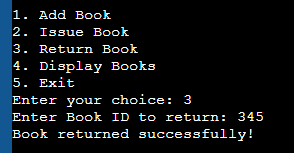 1. Add Book
2. Issue Book
3. Return Book
4. Display Books
5. Exit
Enter your choice: 3
Enter Book ID to return: 345
Book returned successfully!